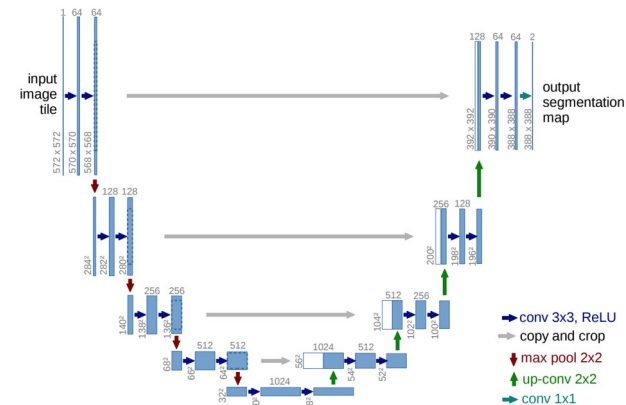 1 64 64
128 64 64 2
input
image
tile
output
segmentation
map
572 x 572
570 x 570
568 x 568
392 x 392
390 x 390
388 x 388
388 x 388
128 128
256 128
284²
282²
280²
200²
198²
196²
256 256
512 256
140²
138²
136²
104²
102²
100²
512 512
1024 512
68²
66²
64²
56²
54²
52²
1024
32²
conv 3x3, ReLU
copy and crop
max pool 2x2
up-conv 2x2
conv 1x1